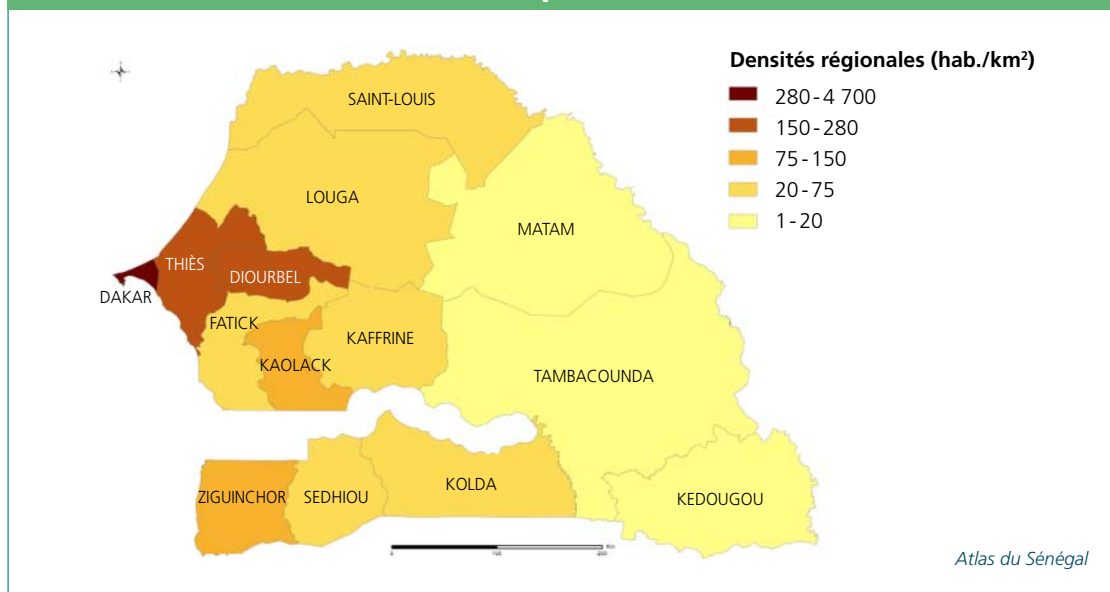 Densités régionales (hab./km²)
280-4 700
150-280
75-150
20-75
1-20
SAINT-LOUIS
LOUGA
MATAM
THIÈS
DIOURBEL
DAKAR
FATICK
KAFFRINE
KAOLACK
TAMBACOUNDA
ZIGUINCHOR
SEDHIOU
KOLDA
KEDOUGOU
Atlas du Sénégal